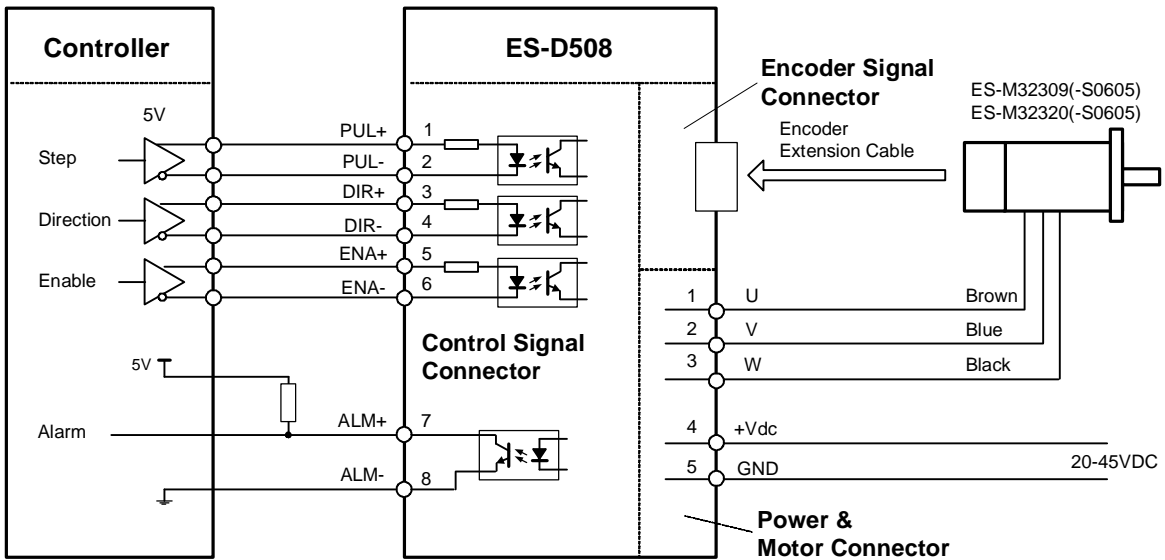 Controller
ES-D508
Encoder Signal
Connector
ES-M32309(-S0605)
ES-M32320(-S0605)
Encoder
Extension Cable
5V
Step
PUL+
1
PUL-
2
Direction
DIR+
3
DIR-
4
Enable
ENA+
5
ENA-
6
1
U
Brown
2
V
Blue
3
W
Black
Control Signal
Connector
5V
Alarm
ALM+
7
ALM-
8
4
+Vdc
5
GND
20-45VDC
Power &
Motor Connector